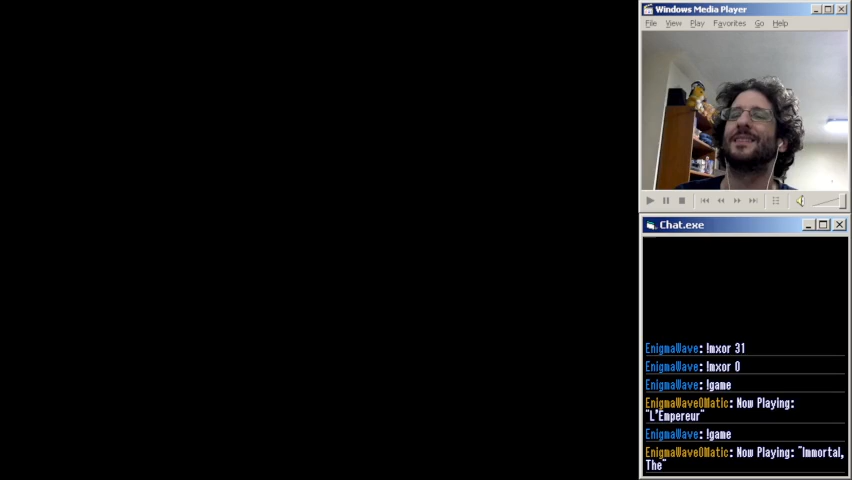 Windows Media Player
File View Play Favorites Go Help
Chat.exe
EnigmaWave: !mxor 31
EnigmaWave: !mxor 0
EnigmaWave: !game
EnigmaWaveOMatic: Now Playing:
"L'Empereur"
EnigmaWave: !game
EnigmaWaveOMatic: Now Playing: "Immortal,
The"